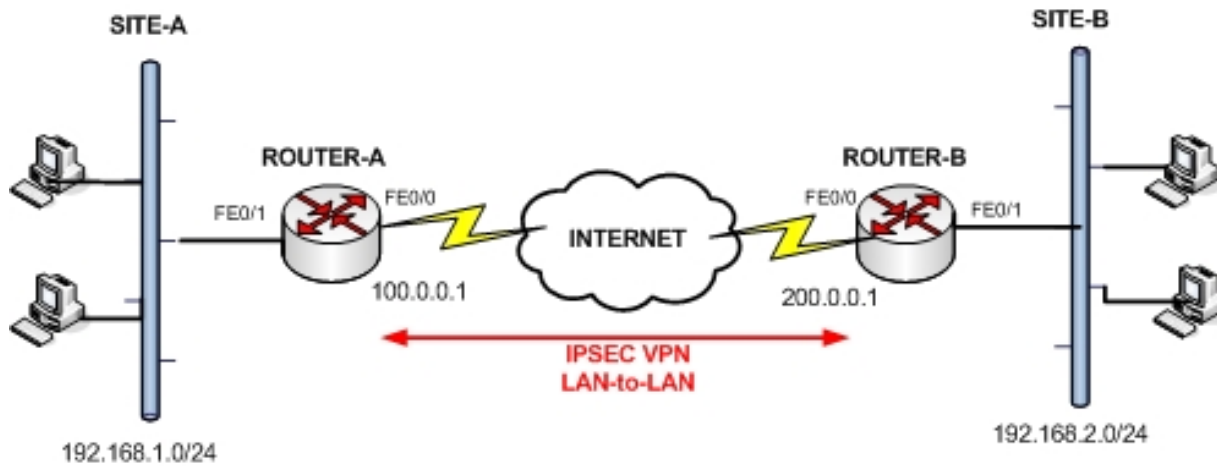 SITE-A
SITE-B
ROUTER-A
ROUTER-B
FE0/1
FE0/0
INTERNET
FE0/0
FE0/1
100.0.0.1
200.0.0.1
IPSEC VPN
LAN-to-LAN
192.168.1.0/24
192.168.2.0/24